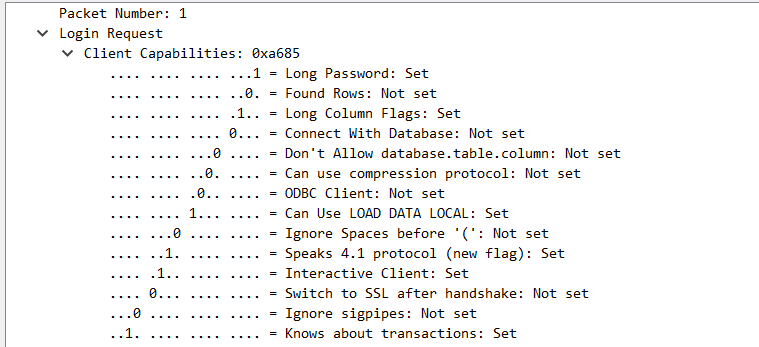 Packet Number: 1
Login Request
Client Capabilities: 0xa685
.... .... .... ...1 = Long Password: Set
.... .... .... ..0. = Found Rows: Not set
.... .... .... .1.. = Long Column Flags: Set
.... .... .... 0... = Connect With Database: Not set
.... .... ...0 .... = Don't Allow database.table.column: Not set
.... .... ..0. .... = Can use compression protocol: Not set
.... .... .0.. .... = ODBC Client: Not set
.... .... 1... .... = Can Use LOAD DATA LOCAL: Set
.... ...0 .... .... = Ignore Spaces before '(': Not set
.... ..1. .... .... = Speaks 4.1 protocol (new flag): Set
.... .1.. .... .... = Interactive Client: Set
.... 0... .... .... = Switch to SSL after handshake: Not set
...0 .... .... .... = Ignore sigpipes: Not set
..1. .... .... .... = Knows about transactions: Set